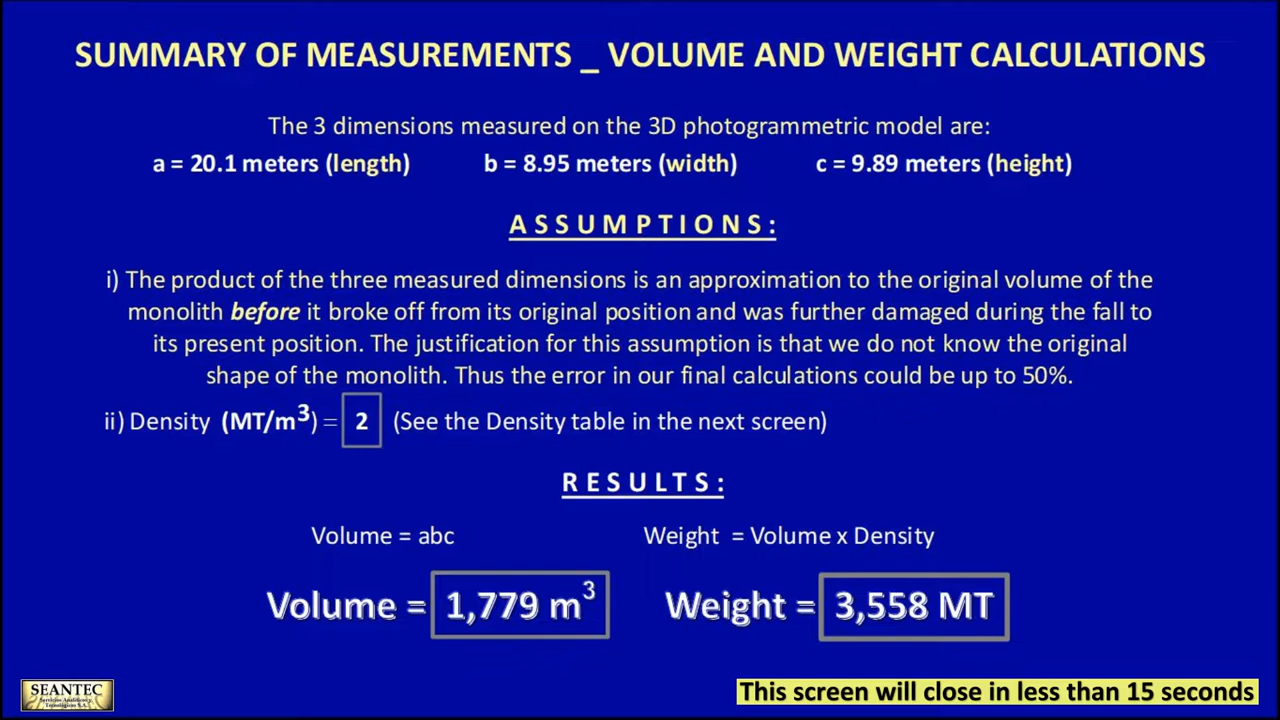 SUMMARY OF MEASUREMENTS _ VOLUME AND WEIGHT CALCULATIONS
The 3 dimensions measured on the 3D photogrammetric model are:
a = 20.1 meters (length) b = 8.95 meters (width) c = 9.89 meters (height)
ASSUMPTIONS:
i) The product of the three measured dimensions is an approximation to the original volume of the
monolith before it broke off from its original position and was further damaged during the fall to
its present position. The justification for this assumption is that we do not know the original
shape of the monolith. Thus the error in our final calculations could be up to 50%.
ii) Density (MT/m³) = 2 (See the Density table in the next screen)
RESULTS:
Volume = abc Weight = Volume x Density
Volume = 1,779 m³ Weight = 3,558 MT
SEANTEC
Servicios Analíticos y
Tecnológicos S.A.
This screen will close in less than 15 seconds